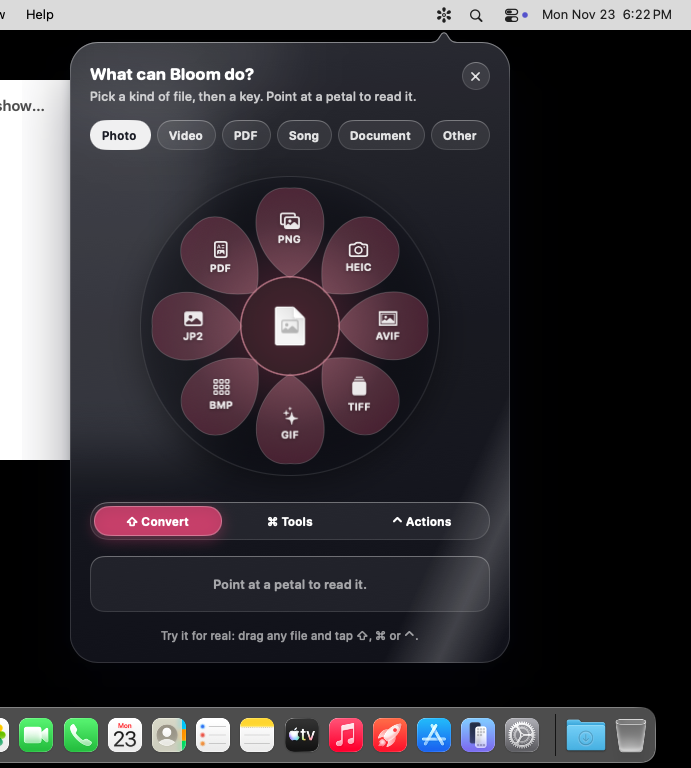 Help
Mon Nov 23 6:22 PM
show...
What can Bloom do?
Pick a kind of file, then a key. Point at a petal to read it.
Photo
Video
PDF
Song
Document
Other
PNG
PDF
HEIC
JP2
AVIF
BMP
TIFF
GIF
⇧ Convert
⌘ Tools
⌃ Actions
Point at a petal to read it.
Try it for real: drag any file and tap ⇧, ⌘ or ⌃.
Mon
23
tv